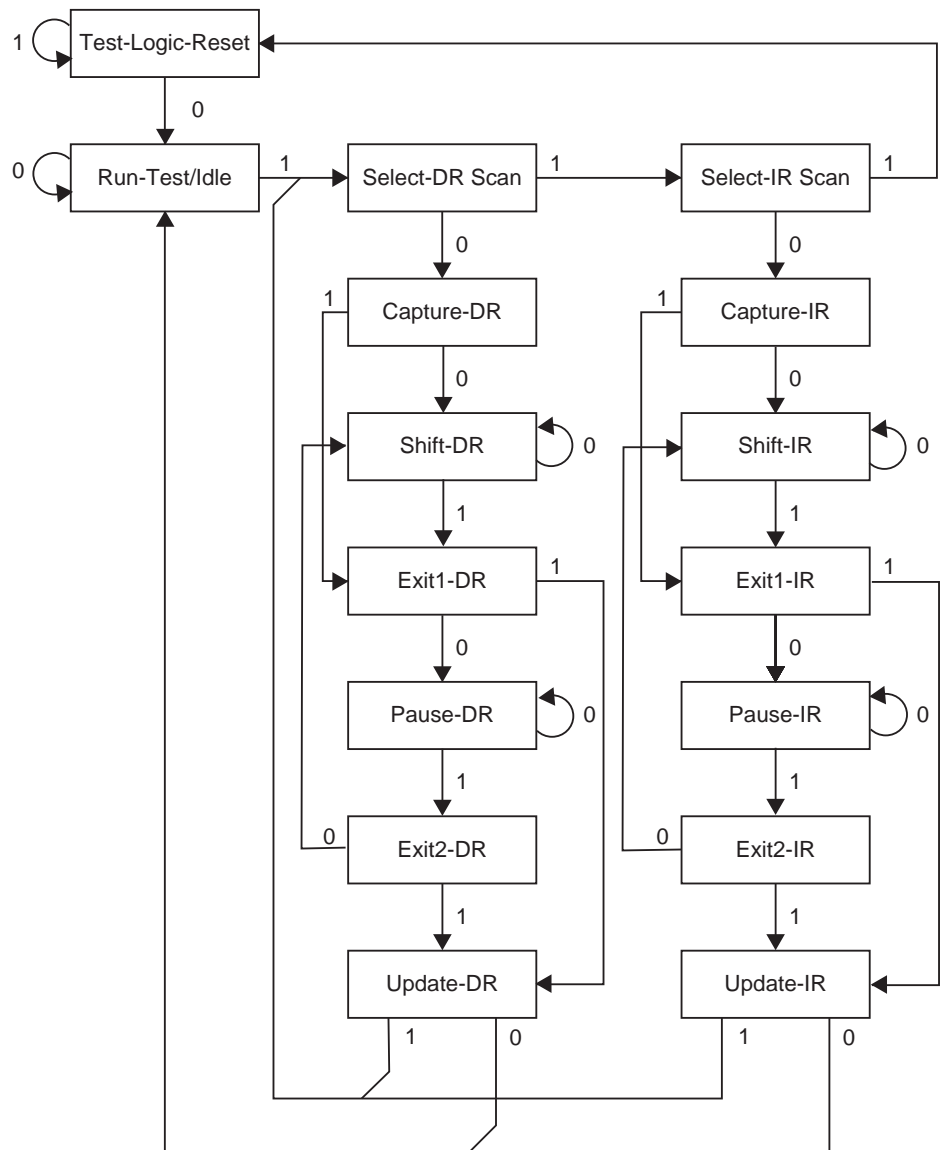 1 Test-Logic-Reset
0
0 Run-Test/Idle 1 Select-DR Scan 1 Select-IR Scan 1
0 0
1 Capture-DR 1 Capture-IR
0 0
Shift-DR 0 Shift-IR 0
1 1
Exit1-DR 1 Exit1-IR 1
0 0
Pause-DR 0 Pause-IR 0
1 1
0 Exit2-DR 0 Exit2-IR
1 1
Update-DR Update-IR
1 0 1 0